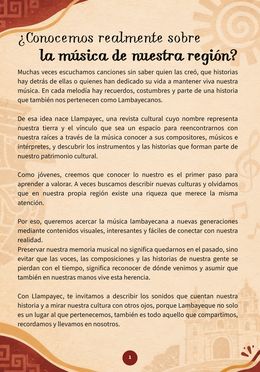 ¿Conocemos realmente sobre
la música de nuestra región?
Muchas veces escuchamos canciones sin saber quien las creó, que historias
hay detrás de ellas o quienes han dedicado su vida a mantener viva nuestra
música. En cada melodía hay recuerdos, costumbres y parte de una historia
que también nos pertenecen como Lambayecanos.
De esa idea nace Llampayec, una revista cultural cuyo nombre representa
nuestra tierra y el vínculo que sea un espacio para reencontrarnos con
nuestra raíces a través de la música conocer a sus compositores, músicos e
intérpretes, y descubrir los instrumentos y las historias que forman parte de
nuestro patrimonio cultural.
Como jóvenes, creemos que conocer lo nuestro es el primer paso para
aprender a valorar. A veces buscamos describir nuevas culturas y olvidamos
que en nuestra propia región existe una riqueza que merece la misma
atención.
Por eso, queremos acercar la música lambayecana a nuevas generaciones
mediante contenidos visuales, interesantes y fáciles de conectar con nuestra
realidad.
Preservar nuestra memoria musical no significa quedarnos en el pasado, sino
evitar que las voces, las composiciones y las historias de nuestra gente se
pierdan con el tiempo, significa reconocer de dónde venimos y asumir que
también en nuestras manos vive esta herencia.
Con Llampayec, te invitamos a describir los sonidos que cuentan nuestra
historia y a mirar nuestra cultura con otros ojos, porque Lambayeque no solo
es un lugar al que pertenecemos, también es todo aquello que compartimos,
recordamos y llevamos en nosotros.
1